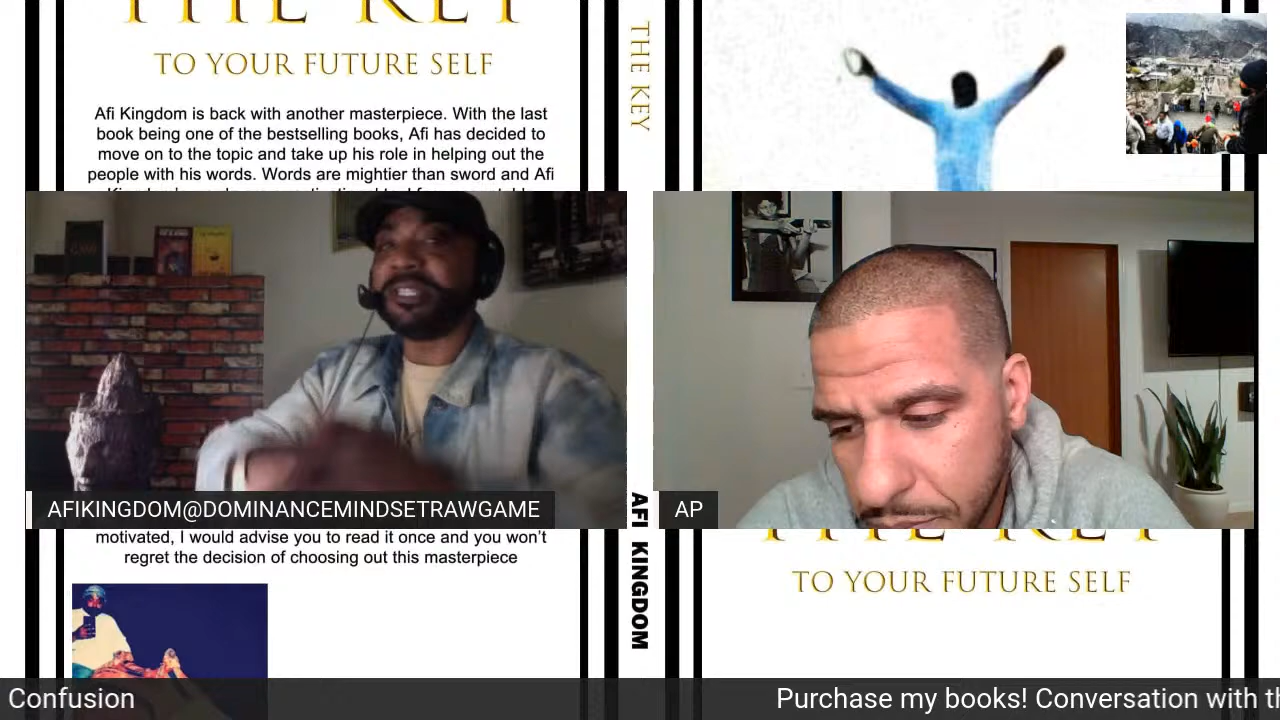 THE KEY
TO YOUR FUTURE SELF
Afi Kingdom is back with another masterpiece. With the last
book being one of the bestselling books, Afi has decided to
move on to the topic and take up his role in helping out the
people with his words. Words are mightier than sword and Afi
THE KEY
AFIKINGDOM@DOMINANCEMINDSETRAWGAME
AP
motivated, I would advise you to read it once and you won't
regret the decision of choosing out this masterpiece
AFI KINGDOM
THE KEY
TO YOUR FUTURE SELF
Confusion
Purchase my books! Conversation with th